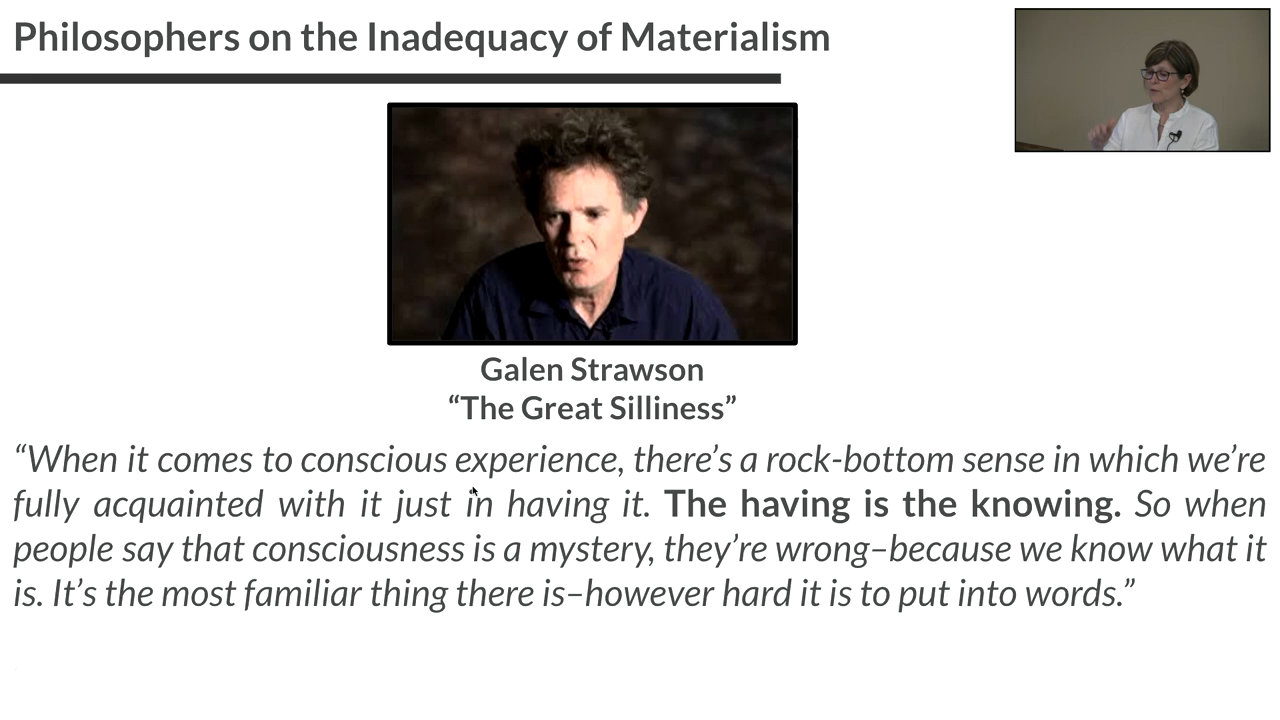 Philosophers on the Inadequacy of Materialism
Galen Strawson
“The Great Silliness”
“When it comes to conscious experience, there’s a rock-bottom sense in which we’re
fully acquainted with it just in having it. The having is the knowing. So when
people say that consciousness is a mystery, they’re wrong–because we know what it
is. It’s the most familiar thing there is–however hard it is to put into words.”